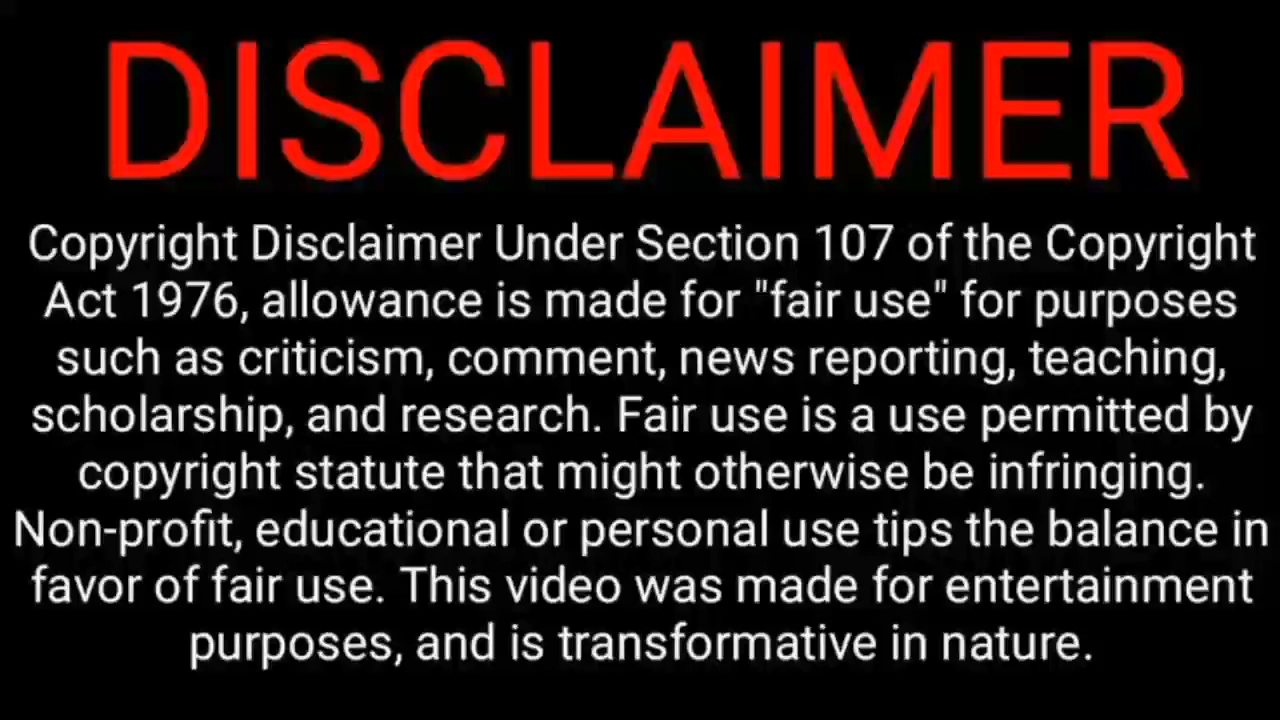 DISCLAIMER
Copyright Disclaimer Under Section 107 of the Copyright
Act 1976, allowance is made for "fair use" for purposes
such as criticism, comment, news reporting, teaching,
scholarship, and research. Fair use is a use permitted by
copyright statute that might otherwise be infringing.
Non-profit, educational or personal use tips the balance in
favor of fair use. This video was made for entertainment
purposes, and is transformative in nature.